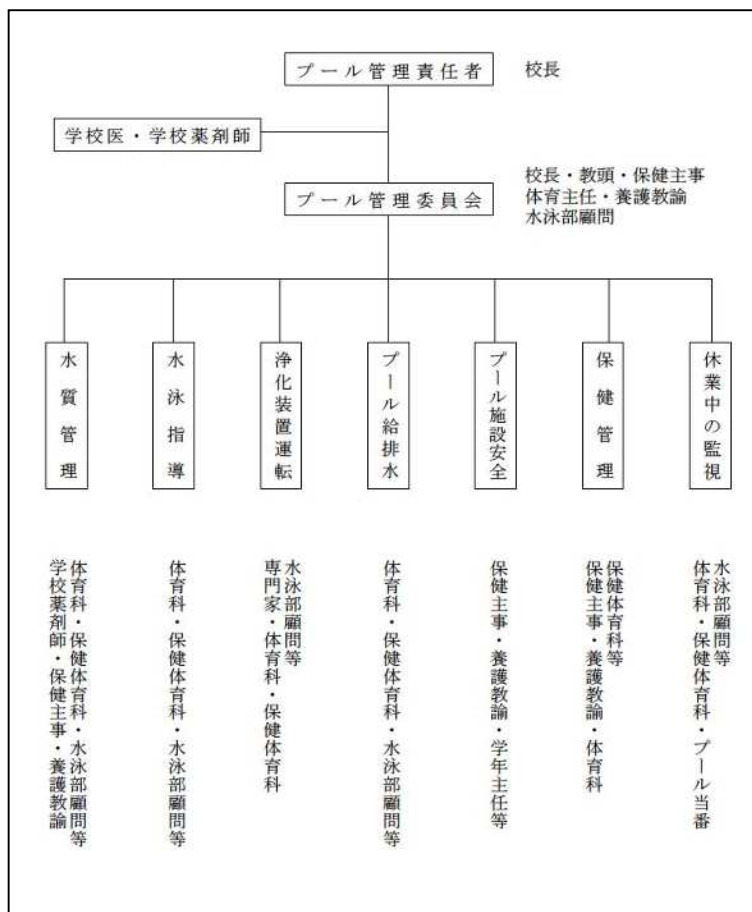 プール管理責任者
校長
学校医・学校薬剤師
プール管理委員会
校長・教頭・保健主事
体育主任・養護教諭
水泳部顧問
水質管理
水泳指導
浄化装置運転
プール給排水
プール施設安全
保健管理
休業中の監視
学校薬剤師・保健主事・養護教諭
体育科・保健体育科・水泳部顧問等
体育科・保健体育科・水泳部顧問等
専門家・体育科・保健体育科
水泳部顧問等
体育科・保健体育科・水泳部顧問等
保健主事・養護教諭・学年主任等
保健主事・養護教諭・体育科
保健体育科等
体育科・保健体育科・プール当番
水泳部顧問等